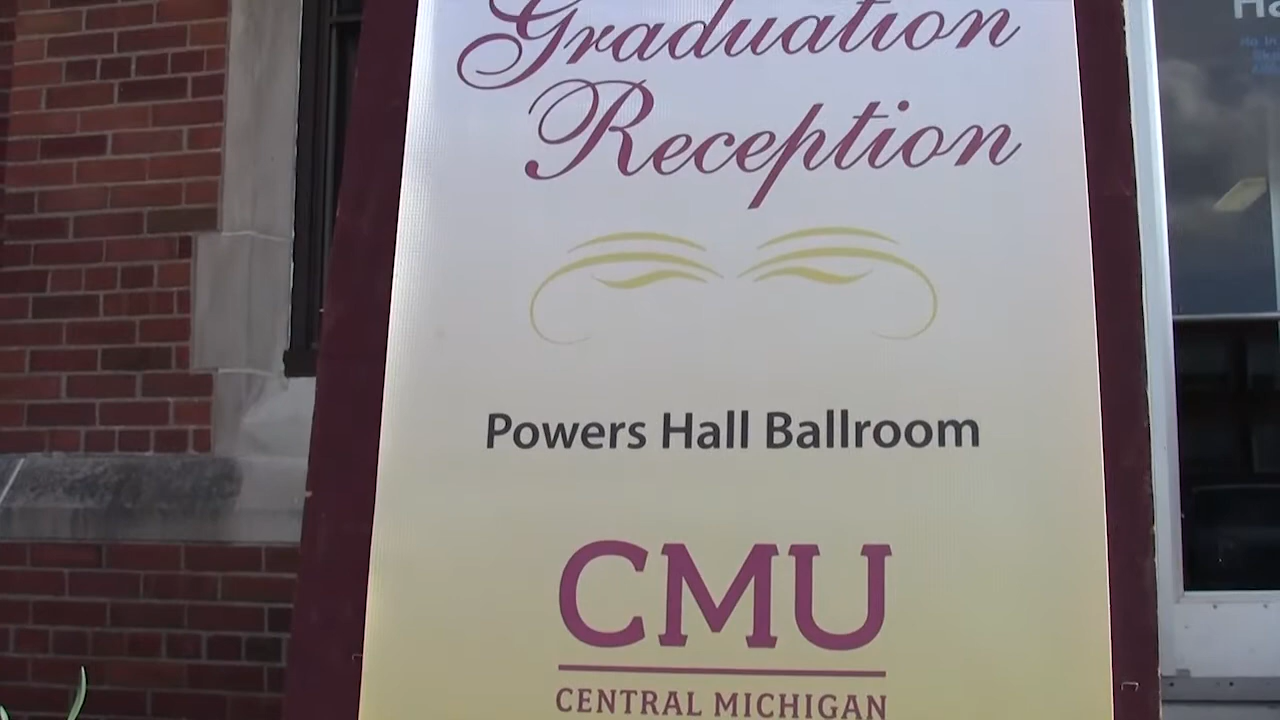 Graduation
Reception
Powers Hall Ballroom
CMU
CENTRAL MICHIGAN